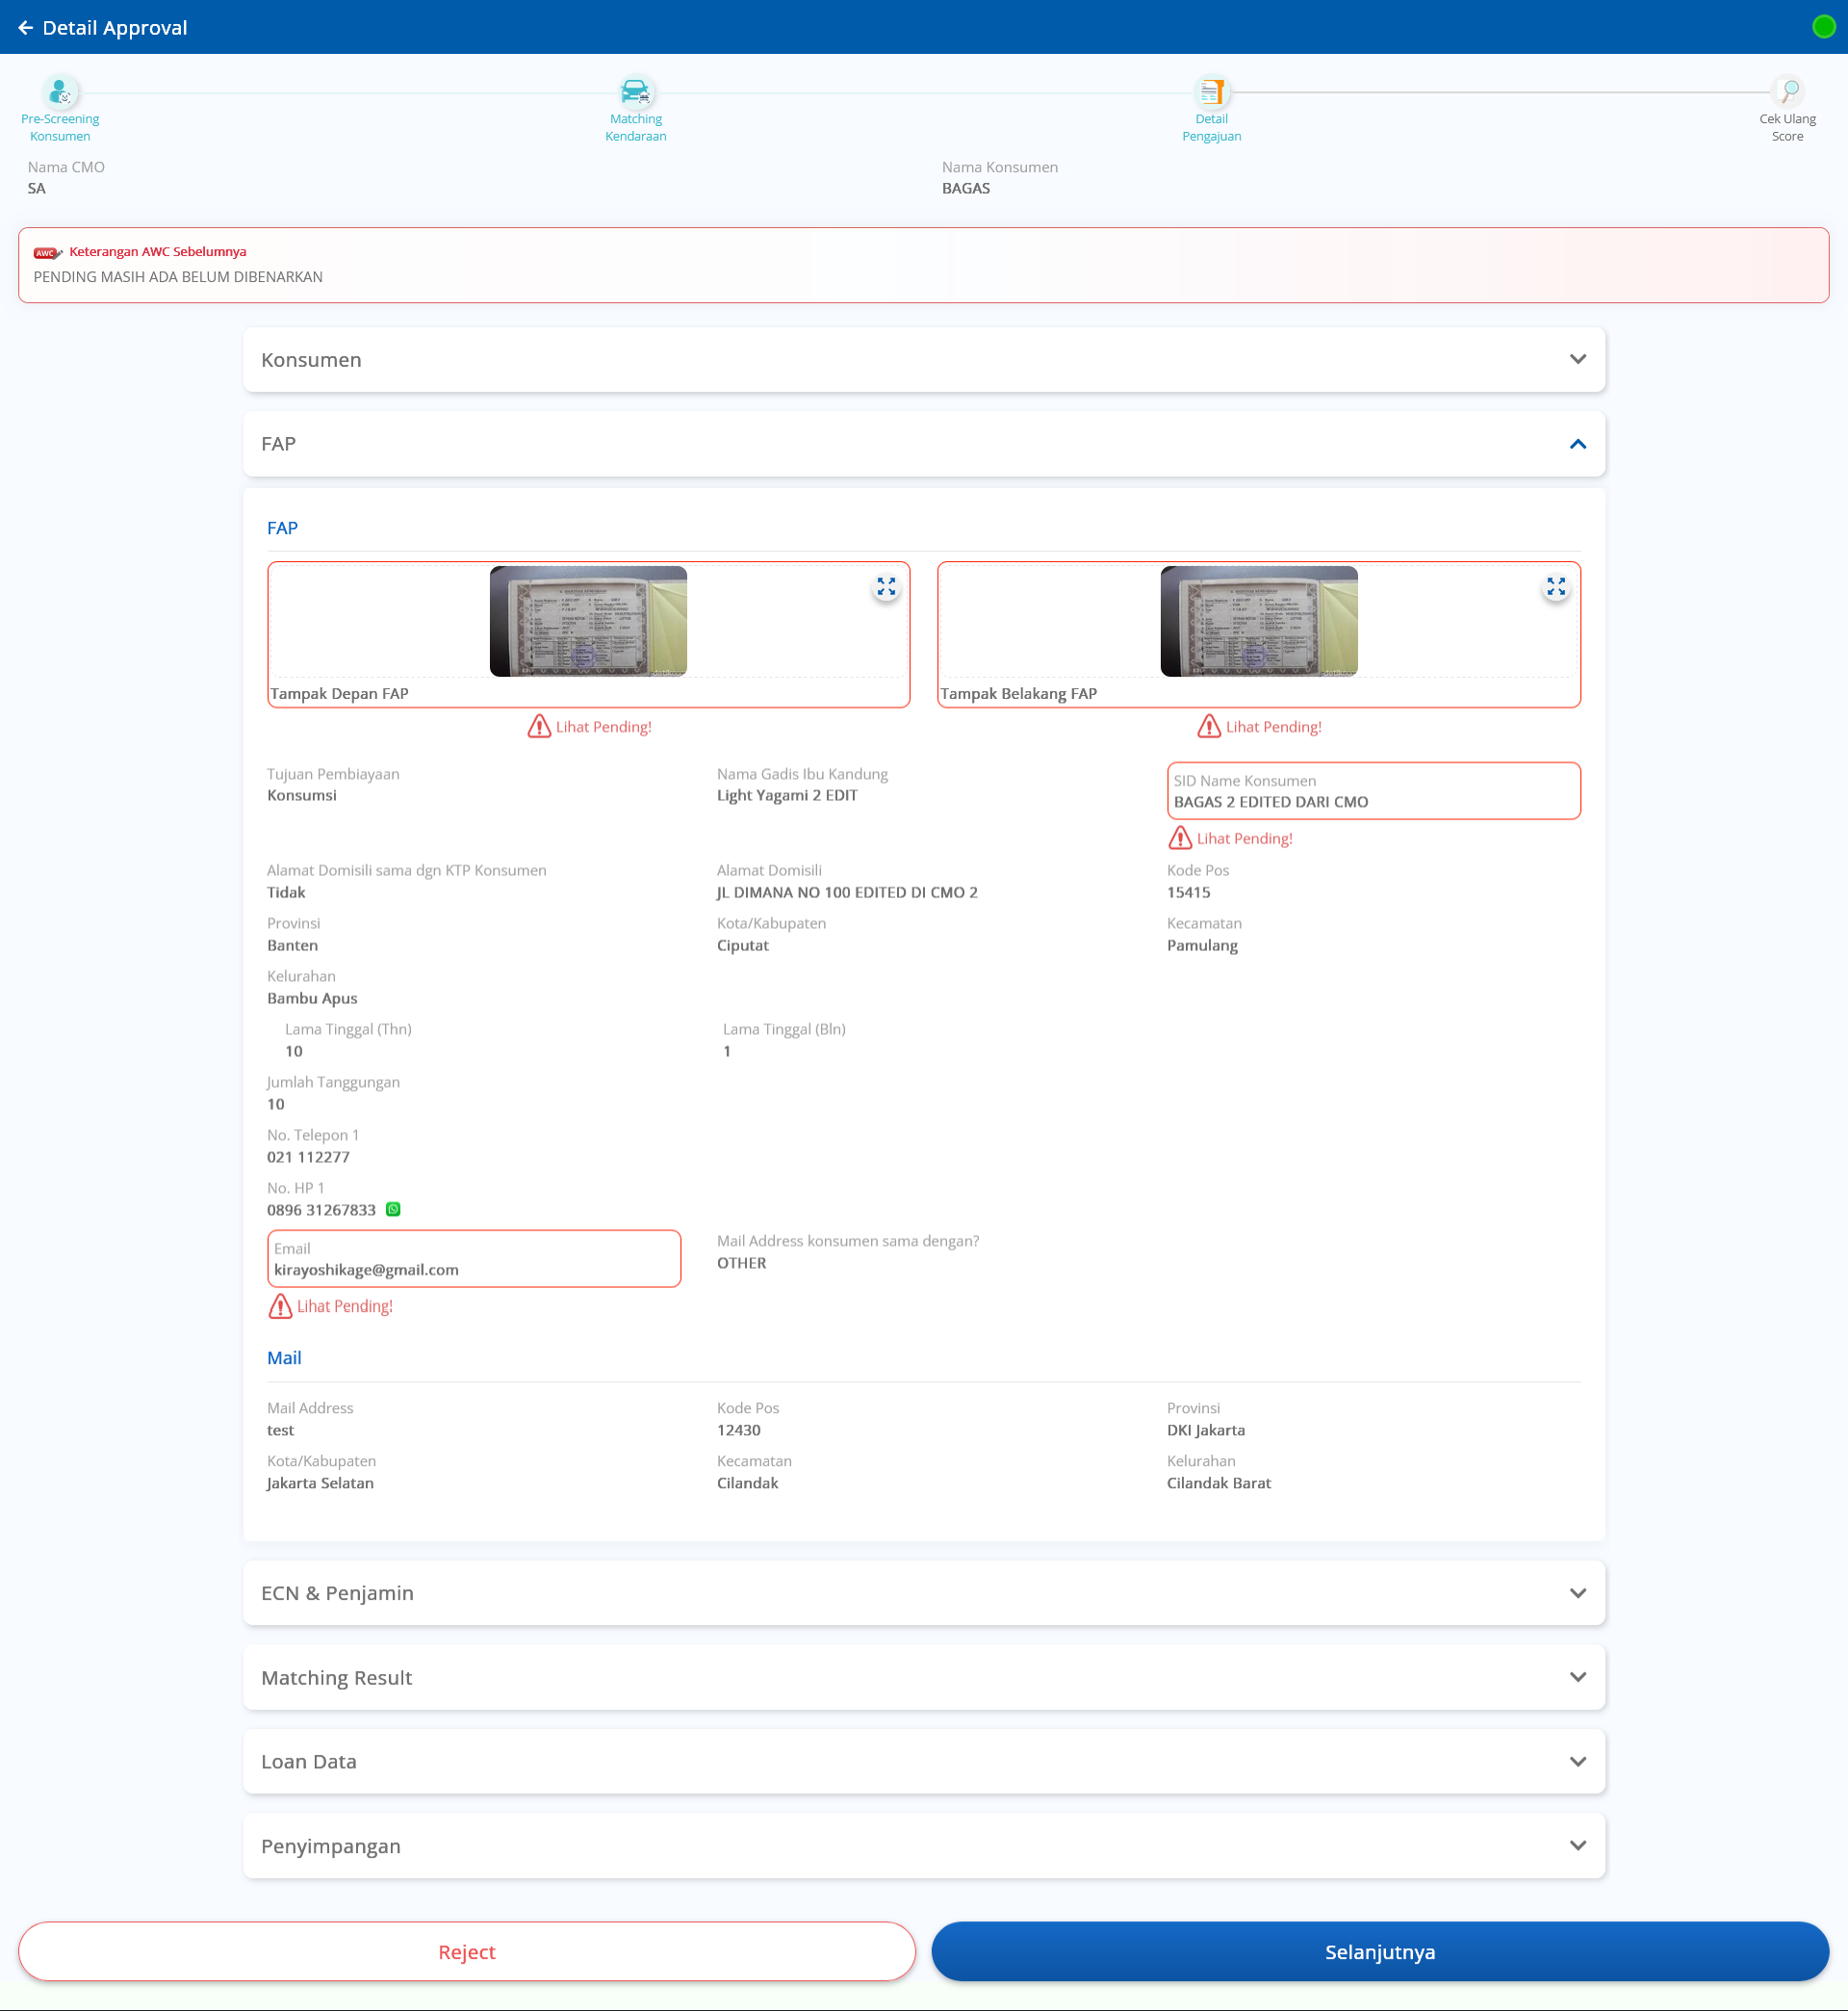 Detail Approval
Pre-Screening
Konsumen
Matching
Kendaraan
Detail
Pengajuan
Cek Ulang
Score
Nama CMO
SA
Nama Konsumen
BAGAS
AWC Keterangan AWC Sebelumnya
PENDING MASIH ADA BELUM DIBENARKAN
Konsumen
FAP
FAP
Tampak Depan FAP
Tampak Belakang FAP
Lihat Pending!
Lihat Pending!
Tujuan Pembiayaan
Konsumsi
Nama Gadis Ibu Kandung
Light Yagami 2 EDIT
SID Name Konsumen
BAGAS 2 EDITED DARI CMO
Lihat Pending!
Alamat Domisili sama dgn KTP Konsumen
Tidak
Alamat Domisili
JL DIMANA NO 100 EDITED DI CMO 2
Kode Pos
15415
Provinsi
Banten
Kota/Kabupaten
Ciputat
Kecamatan
Pamulang
Kelurahan
Bambu Apus
Lama Tinggal (Thn)
10
Lama Tinggal (Bln)
1
Jumlah Tanggungan
10
No. Telepon 1
021 112277
No. HP 1
0896 31267833
Email
kirayoshikage@gmail.com
Lihat Pending!
Mail Address konsumen sama dengan?
OTHER
Mail
Mail Address
test
Kode Pos
12430
Provinsi
DKI Jakarta
Kota/Kabupaten
Jakarta Selatan
Kecamatan
Cilandak
Kelurahan
Cilandak Barat
ECN & Penjamin
Matching Result
Loan Data
Penyimpangan
Reject
Selanjutnya